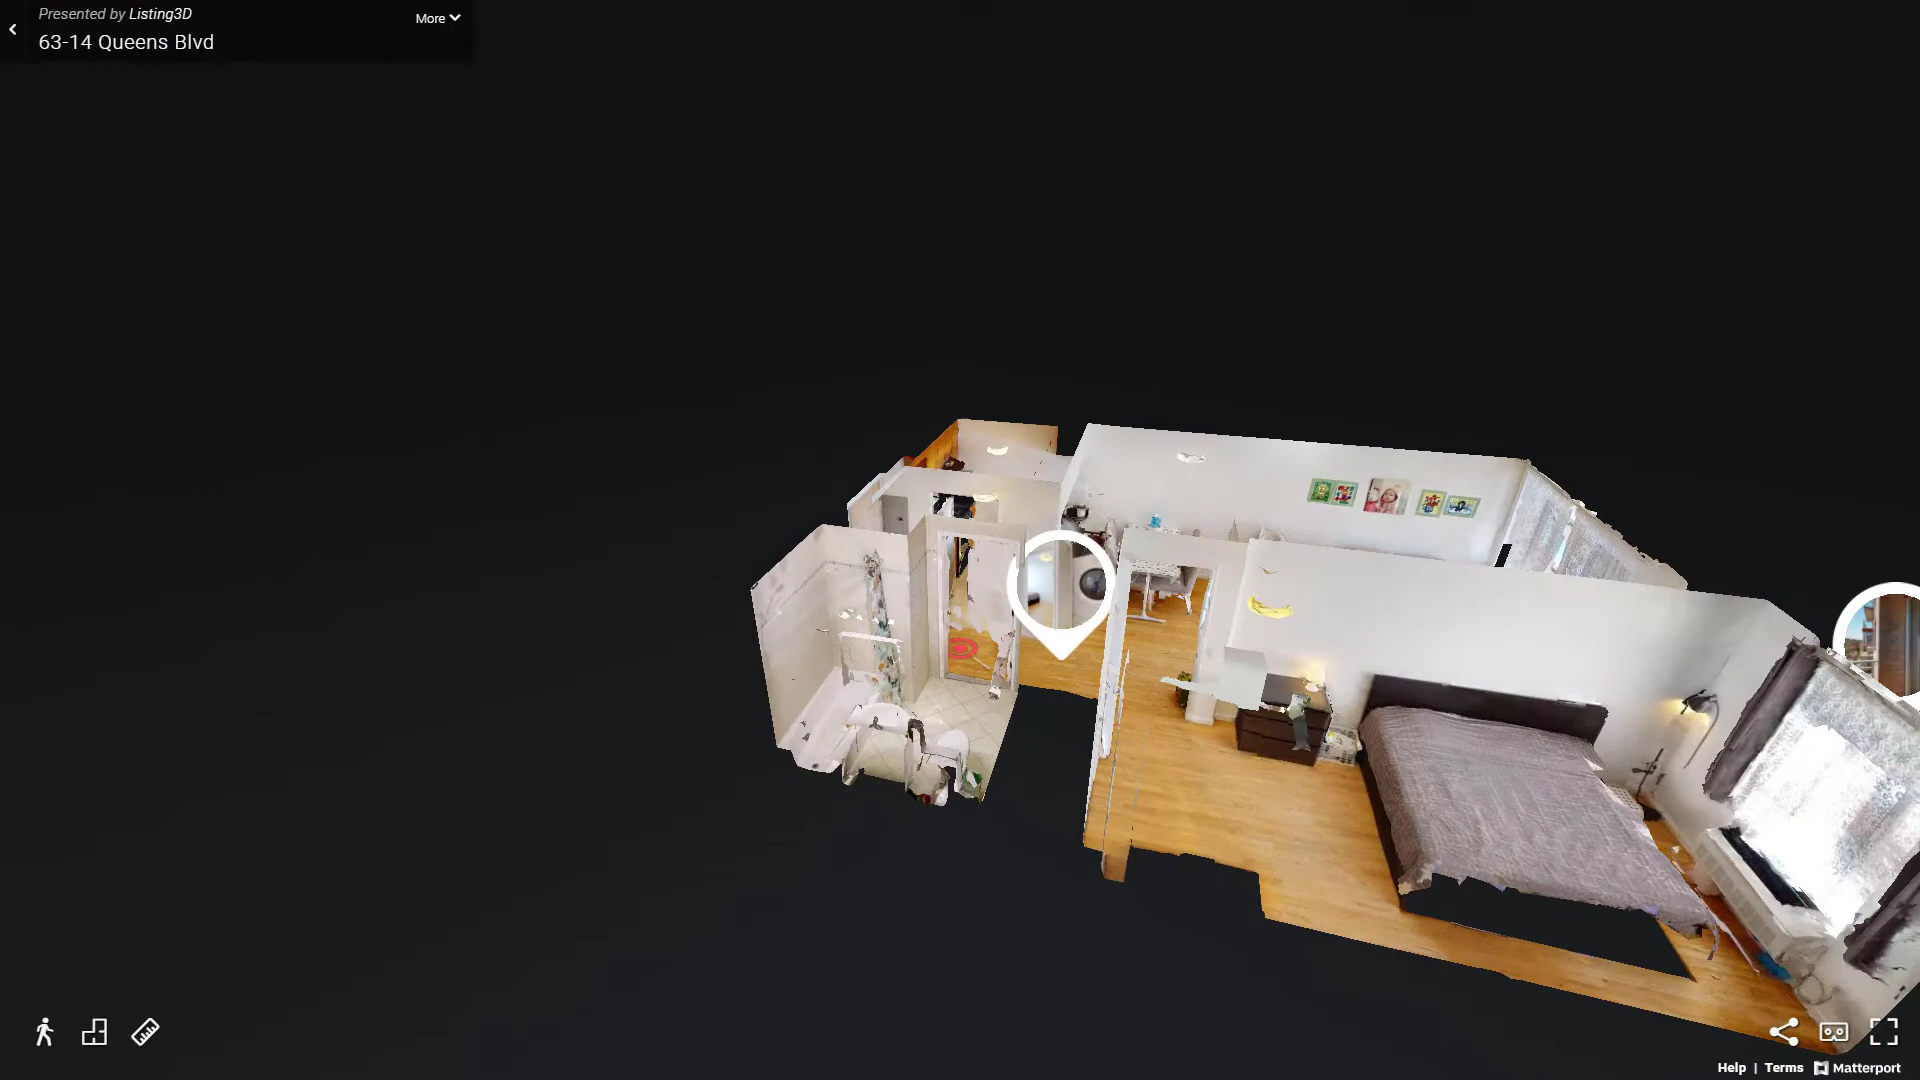 Presented by Listing3D
More
63-14 Queens Blvd
Help | Terms Matterport